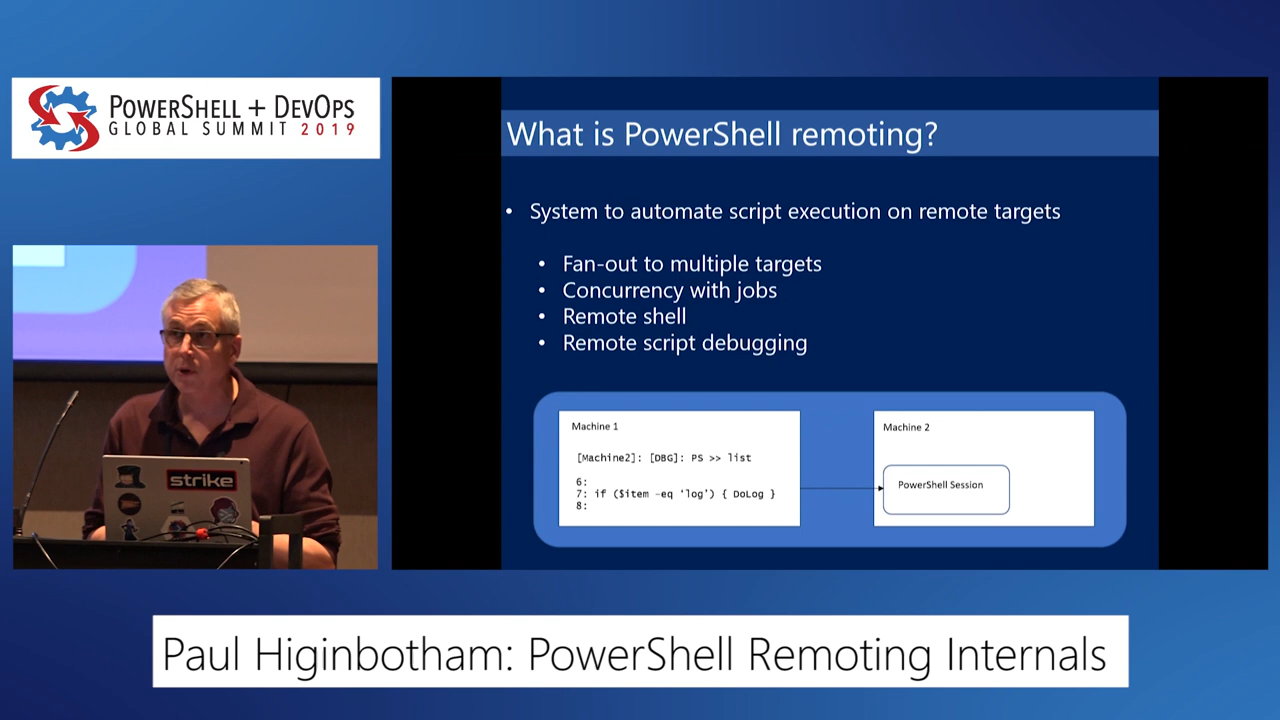 POWERSHELL + DEVOPS
GLOBAL SUMMIT 2019
What is PowerShell remoting?
• System to automate script execution on remote targets
• Fan-out to multiple targets
• Concurrency with jobs
• Remote shell
• Remote script debugging
Machine 1
[Machine2]: [DBG]: PS >> list
6:
7: if ($item -eq 'log') { DoLog }
8:
Machine 2
PowerShell Session
strike
Paul Higinbotham: PowerShell Remoting Internals